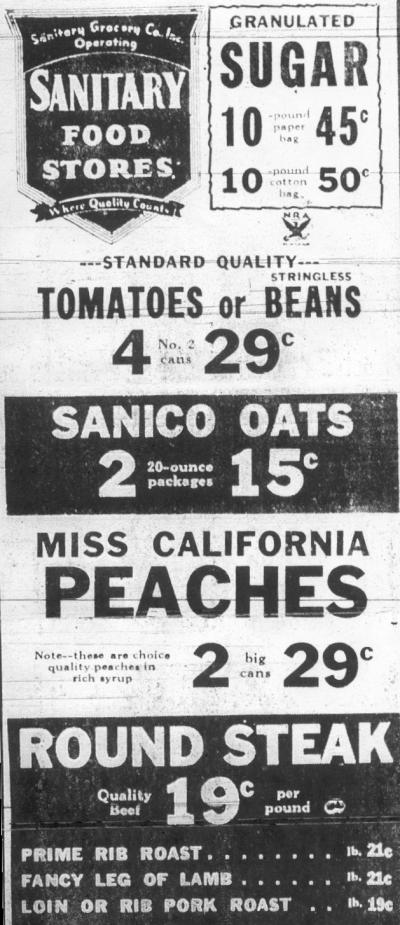 Sanitary Grocery Co. Inc.
Operating
SANITARY
FOOD
STORES.
Where Quality Counts
GRANULATED
SUGAR
10 -pound paper bag 45c
10 -pound cotton bag 50c
NRA
---STANDARD QUALITY---
STRINGLESS
TOMATOES or BEANS
4 No. 2 cans 29c
SANICO OATS
2 20-ounce packages 15c
MISS CALIFORNIA
PEACHES
Note--these are choice
quality peaches in
rich syrup
2 big cans 29c
ROUND STEAK
Quality Beef 19c per pound
PRIME RIB ROAST........ lb. 21c
FANCY LEG OF LAMB...... lb. 21c
LOIN OR RIB PORK ROAST .. lb. 19c